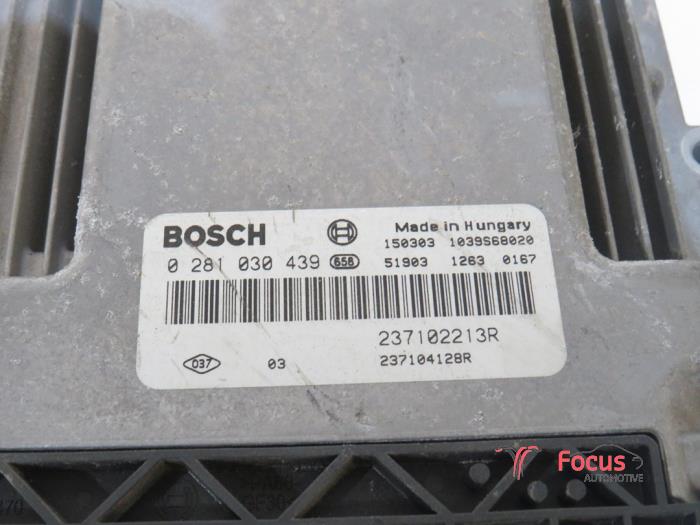 BOSCH
Made in Hungary
150303 1039S68020
0 281 030 439 656 51903 1263 0167
237102213R
037 03 237104128R
Focus
AUTOMOTIVE